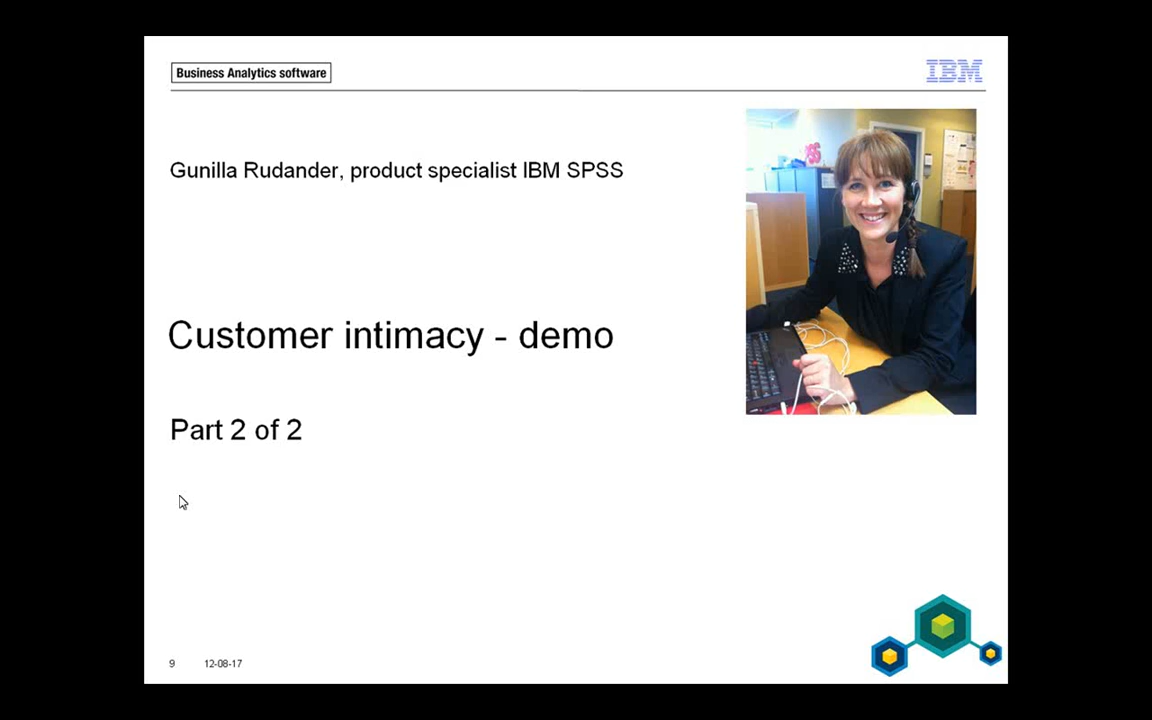 Business Analytics software
IBM
Gunilla Rudander, product specialist IBM SPSS
Customer intimacy - demo
Part 2 of 2
9 12-08-17